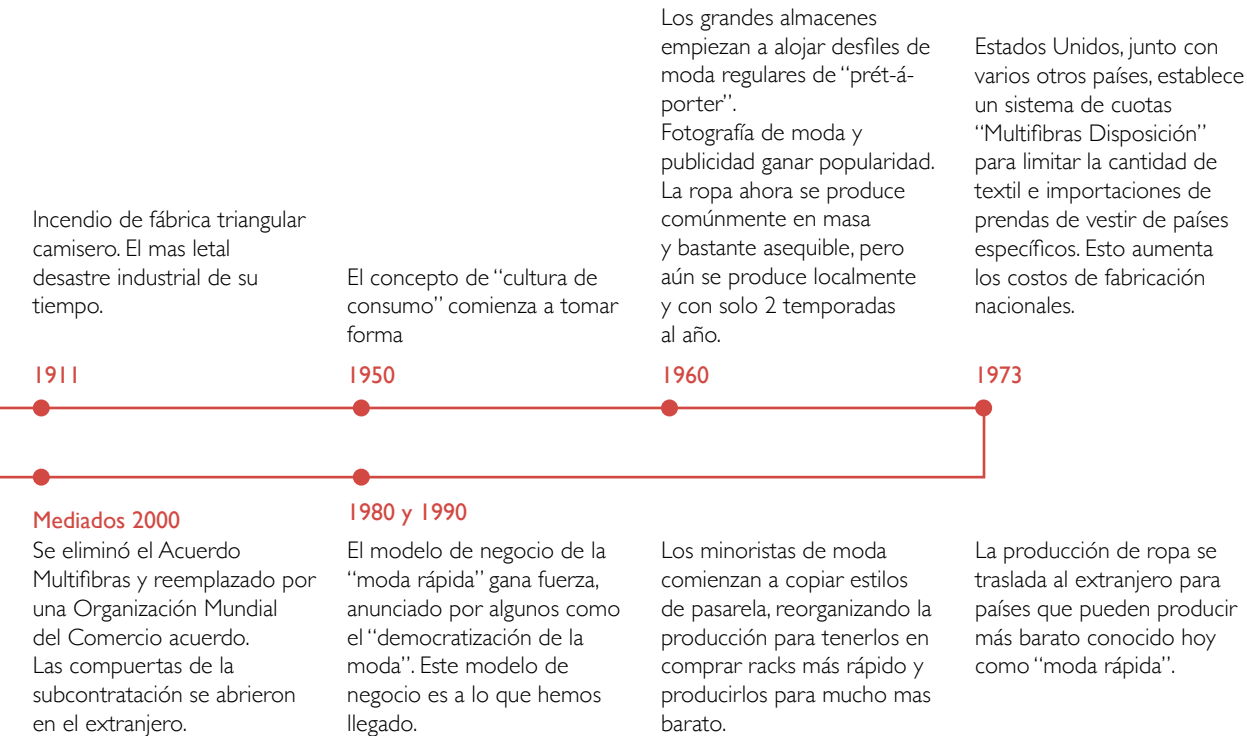 Incendio de fábrica triangular
camisero. El mas letal
desastre industrial de su
tiempo.
1911
El concepto de “cultura de
consumo” comienza a tomar
forma
1950
Los grandes almacenes
empiezan a alojar desfiles de
moda regulares de “prét-á-
porter”.
Fotografía de moda y
publicidad ganar popularidad.
La ropa ahora se produce
comúnmente en masa
y bastante asequible, pero
aún se produce localmente
y con solo 2 temporadas
al año.
1960
Estados Unidos, junto con
varios otros países, establece
un sistema de cuotas
“Multifibras Disposición”
para limitar la cantidad de
textil e importaciones de
prendas de vestir de países
específicos. Esto aumenta
los costos de fabricación
nacionales.
1973
La producción de ropa se
traslada al extranjero para
países que pueden producir
más barato conocido hoy
como “moda rápida”.
Los minoristas de moda
comienzan a copiar estilos
de pasarela, reorganizando la
producción para tenerlos en
comprar racks más rápido y
producirlos para mucho mas
barato.
1980 y 1990
El modelo de negocio de la
“moda rápida” gana fuerza,
anunciado por algunos como
el “democratización de la
moda”. Este modelo de
negocio es a lo que hemos
llegado.
Mediados 2000
Se eliminó el Acuerdo
Multifibras y reemplazado por
una Organización Mundial
del Comercio acuerdo.
Las compuertas de la
subcontratación se abrieron
en el extranjero.